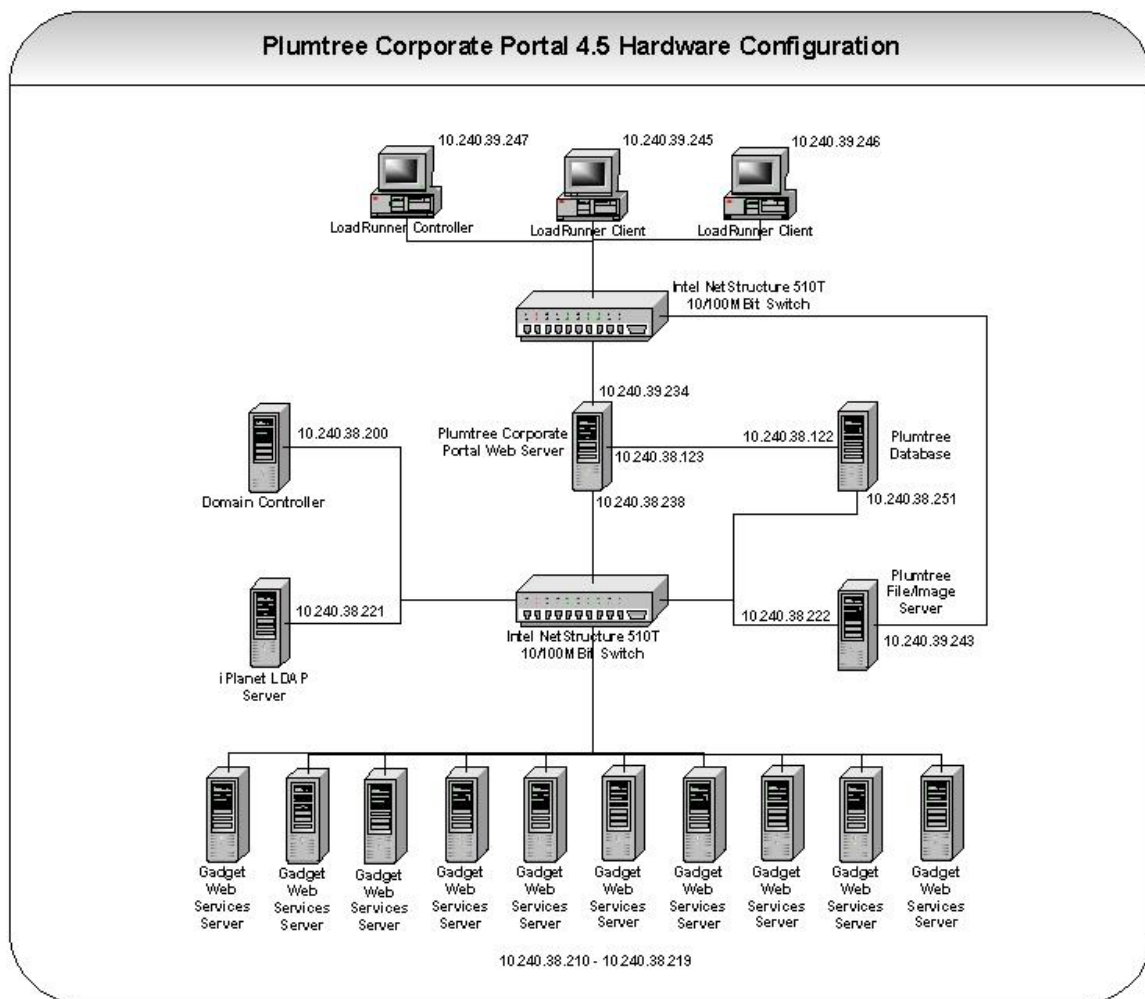 Plumtree Corporate Portal 4.5 Hardware Configuration
10.240.39.247
10.240.39.245
10.240.39.246
LoadRunner Controller
LoadRunner Client
LoadRunner Client
Intel NetStructure 510T
10/100MBit Switch
10.240.39.234
10.240.38.200
Plumtree Corporate
Portal Web Server
10.240.38.122
Plumtree
Database
10.240.38.123
Domain Controller
10.240.38.238
10.240.38.251
Plumtree
File/Image
Server
10.240.38.221
10.240.38.222
Intel NetStructure 510T
10/100MBit Switch
10.240.39.243
iPlanet LDAP
Server
Gadget
Web
Services
Server
Gadget
Web
Services
Server
Gadget
Web
Services
Server
Gadget
Web
Services
Server
Gadget
Web
Services
Server
Gadget
Web
Services
Server
Gadget
Web
Services
Server
Gadget
Web
Services
Server
Gadget
Web
Services
Server
Gadget
Web
Services
Server
10.240.38.210 - 10.240.38.219